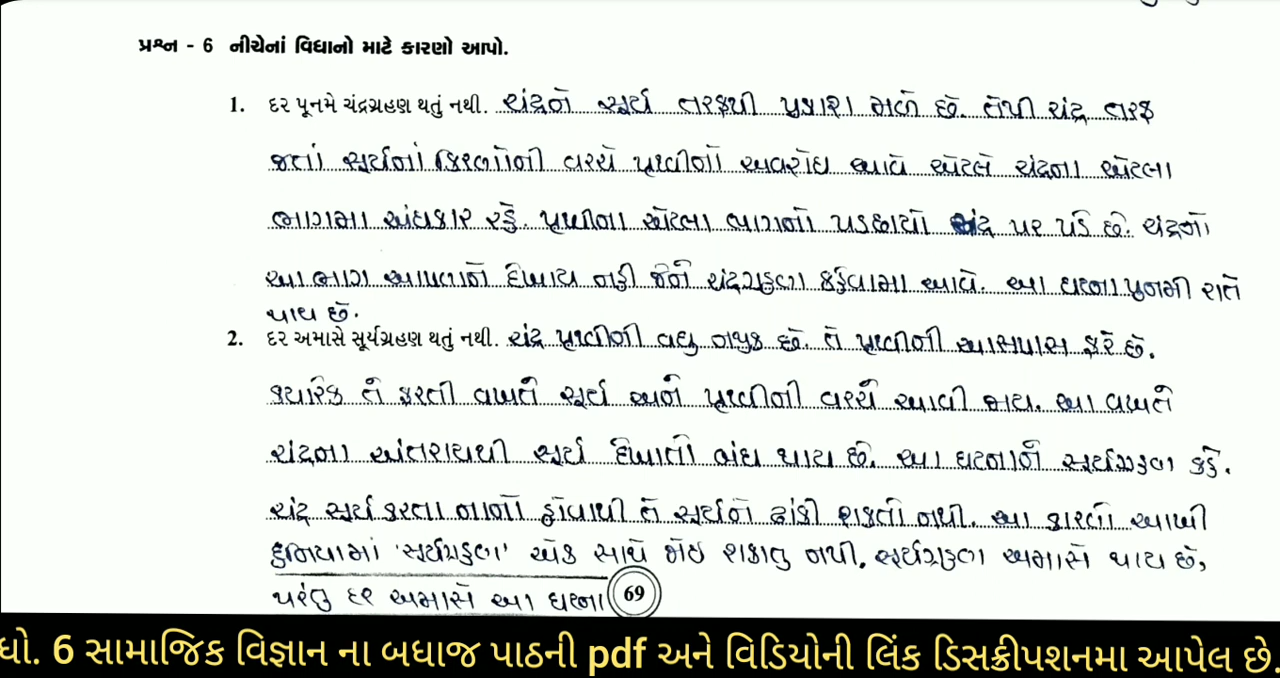 પ્રશ્ન - 6 નીચેનાં વિધાનો માટે કારણો આપો.
1. દર પૂનમે ચંદ્રગ્રહણ થતું નથી. ચંદ્રને સૂર્ય તરફથી પ્રકાશ મળે છે. તેથી ચંદ્ર તરફ
જતાં સૂર્યનાં કિરણોની વચ્ચે પૃથ્વીનો અવરોધ આવે એટલે ચંદ્રના એટલા
ભાગમા અંધકાર રહે. પૃથ્વીના એટલા ભાગનો પડછાયો ચંદ્ર પર પડે છે. ચંદ્રનો
આ ભાગ આપણને દેખાય નહી જેને ચંદ્રગ્રહણ કહેવામા આવે. આ ઘટના પુનમની રાતે
થાય છે.
2. દર અમાસે સૂર્યગ્રહણ થતું નથી. ચંદ્ર પૃથ્વીની વધુ નજીક છે. તે પૃથ્વીની આસપાસ ફરે છે.
ક્યારેક તે ફરતી વખતે સૂર્ય અને પૃથ્વીની વચ્ચે આવી જાય. આ વખતે
ચંદ્રના અંતરાયથી સૂર્ય દેખાતો બંધ થાય છે. આ ઘટનાને સૂર્યગ્રહણ કહે.
ચંદ્ર સૂર્ય કરતા નાનો હોવાથી તે સૂર્યને ઢાંકી શકતો નથી. આ કારણે આખી
દુનિયામાં 'સૂર્યગ્રહણ' એક સાથે જોઇ શકાતુ નથી. સૂર્યગ્રહણ અમાસે થાય છે,
પરંતુ દર અમાસે આ ઘટના 69
ધો. 6 સામાજિક વિજ્ઞાન ના બધાજ પાઠની pdf અને વિડિયોની લિંક ડિસક્રીપશનમા આપેલ છે.